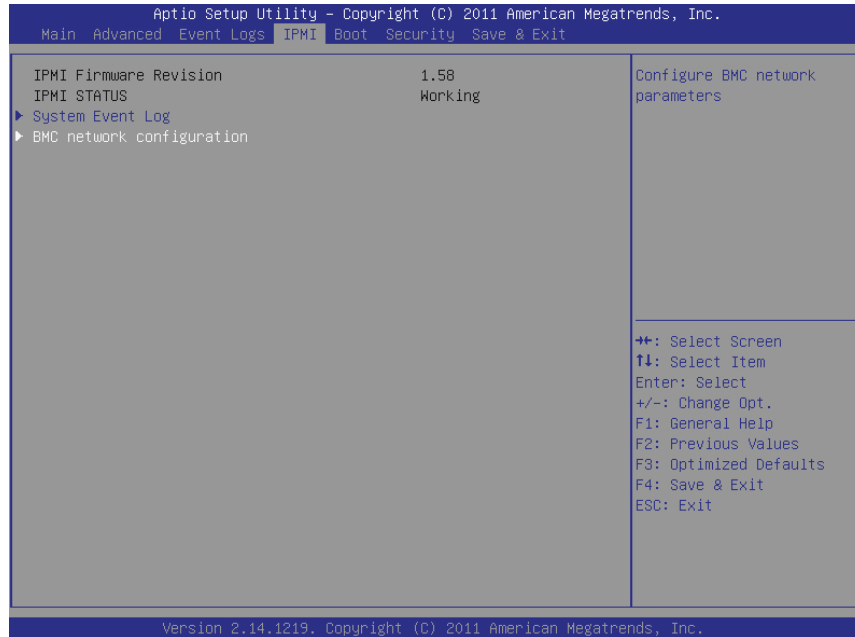 Aptio Setup Utility – Copyright (C) 2011 American Megatrends, Inc.
Main Advanced Event Logs IPMI Boot Security Save & Exit
IPMI Firmware Revision 1.58
IPMI STATUS Working
System Event Log
BMC network configuration
Configure BMC network
parameters
→←: Select Screen
↑↓: Select Item
Enter: Select
+/-: Change Opt.
F1: General Help
F2: Previous Values
F3: Optimized Defaults
F4: Save & Exit
ESC: Exit
Version 2.14.1219. Copyright (C) 2011 American Megatrends, Inc.